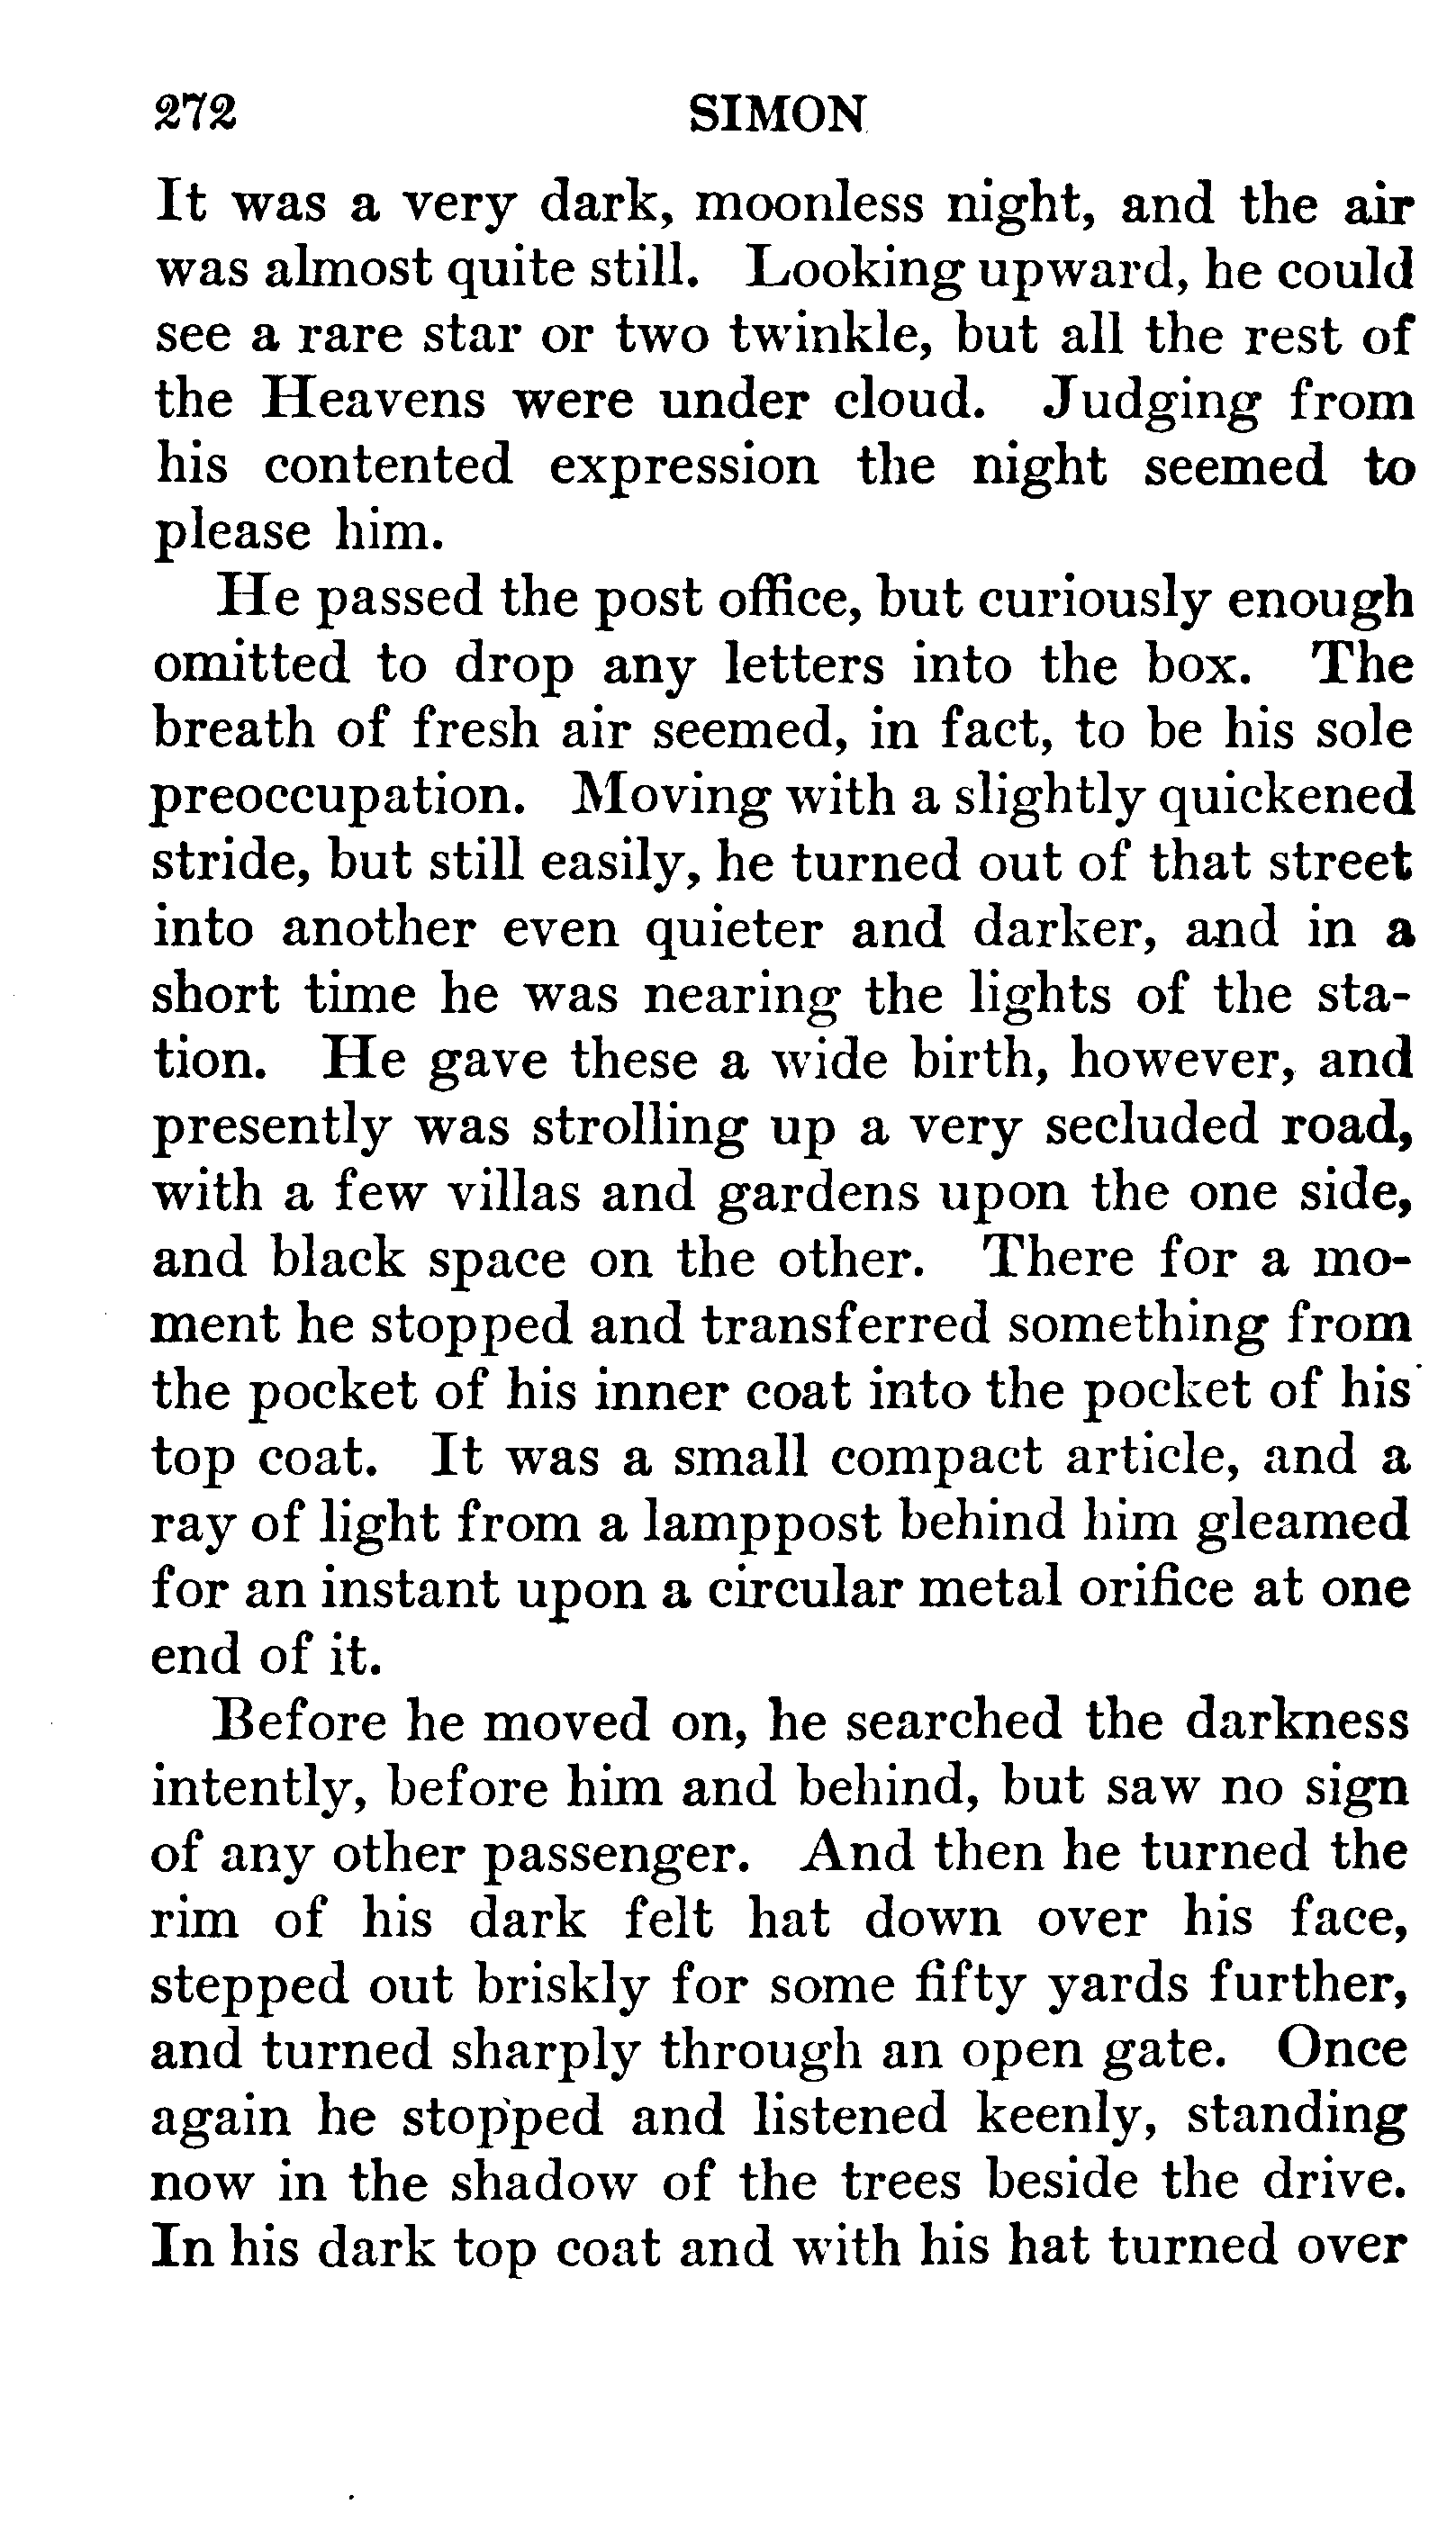 272 SIMON
It was a very dark, moonless night, and the air
was almost quite still. Looking upward, he could
see a rare star or two twinkle, but all the rest of
the Heavens were under cloud. Judging from
his contented expression the night seemed to
please him.
He passed the post office, but curiously enough
omitted to drop any letters into the box. The
breath of fresh air seemed, in fact, to be his sole
preoccupation. Moving with a slightly quickened
stride, but still easily, he turned out of that street
into another even quieter and darker, and in a
short time he was nearing the lights of the sta-
tion. He gave these a wide birth, however, and
presently was strolling up a very secluded road,
with a few villas and gardens upon the one side,
and black space on the other. There for a mo-
ment he stopped and transferred something from
the pocket of his inner coat into the pocket of his
top coat. It was a small compact article, and a
ray of light from a lamppost behind him gleamed
for an instant upon a circular metal orifice at one
end of it.
Before he moved on, he searched the darkness
intently, before him and behind, but saw no sign
of any other passenger. And then he turned the
rim of his dark felt hat down over his face,
stepped out briskly for some fifty yards further,
and turned sharply through an open gate. Once
again he stopped and listened keenly, standing
now in the shadow of the trees beside the drive.
In his dark top coat and with his hat turned over